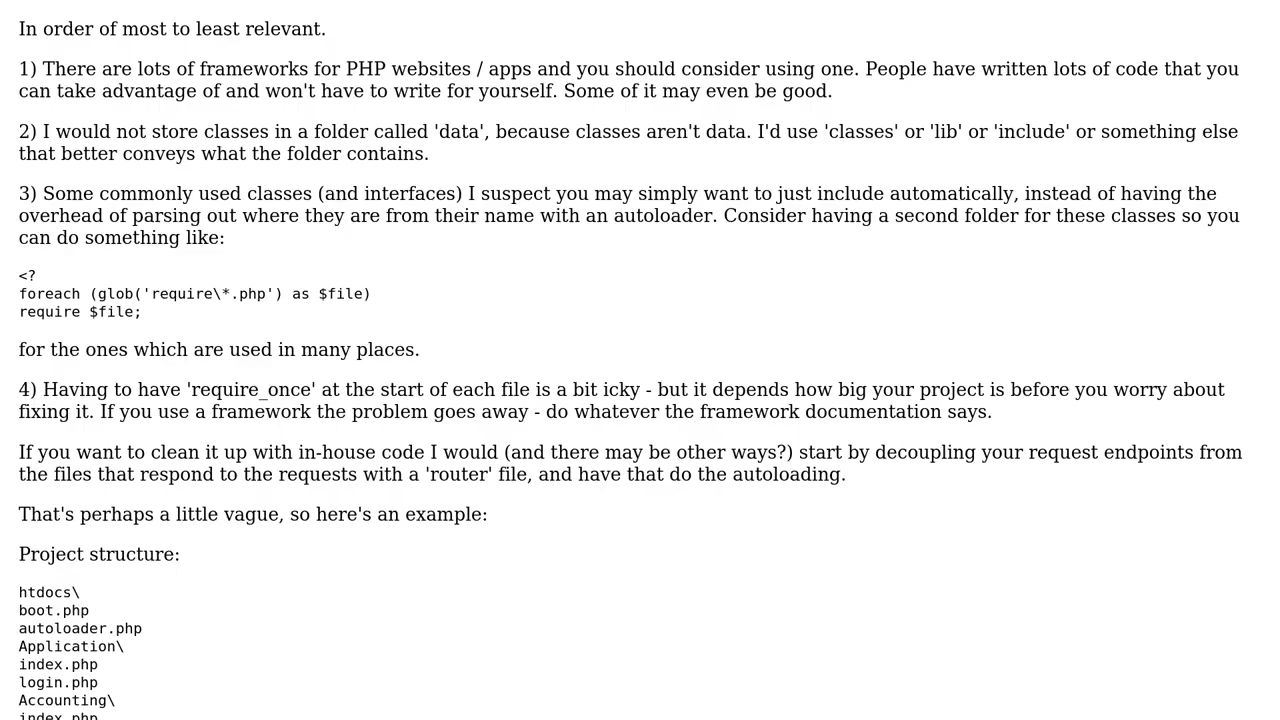 In order of most to least relevant.
1) There are lots of frameworks for PHP websites / apps and you should consider using one. People have written lots of code that you
can take advantage of and won't have to write for yourself. Some of it may even be good.
2) I would not store classes in a folder called 'data', because classes aren't data. I'd use 'classes' or 'lib' or 'include' or something else
that better conveys what the folder contains.
3) Some commonly used classes (and interfaces) I suspect you may simply want to just include automatically, instead of having the
overhead of parsing out where they are from their name with an autoloader. Consider having a second folder for these classes so you
can do something like:
<?
foreach (glob('require\*.php') as $file)
require $file;
for the ones which are used in many places.
4) Having to have 'require_once' at the start of each file is a bit icky - but it depends how big your project is before you worry about
fixing it. If you use a framework the problem goes away - do whatever the framework documentation says.
If you want to clean it up with in-house code I would (and there may be other ways?) start by decoupling your request endpoints from
the files that respond to the requests with a 'router' file, and have that do the autoloading.
That's perhaps a little vague, so here's an example:
Project structure:
htdocs\
boot.php
autoloader.php
Application\
index.php
login.php
Accounting\
index.php